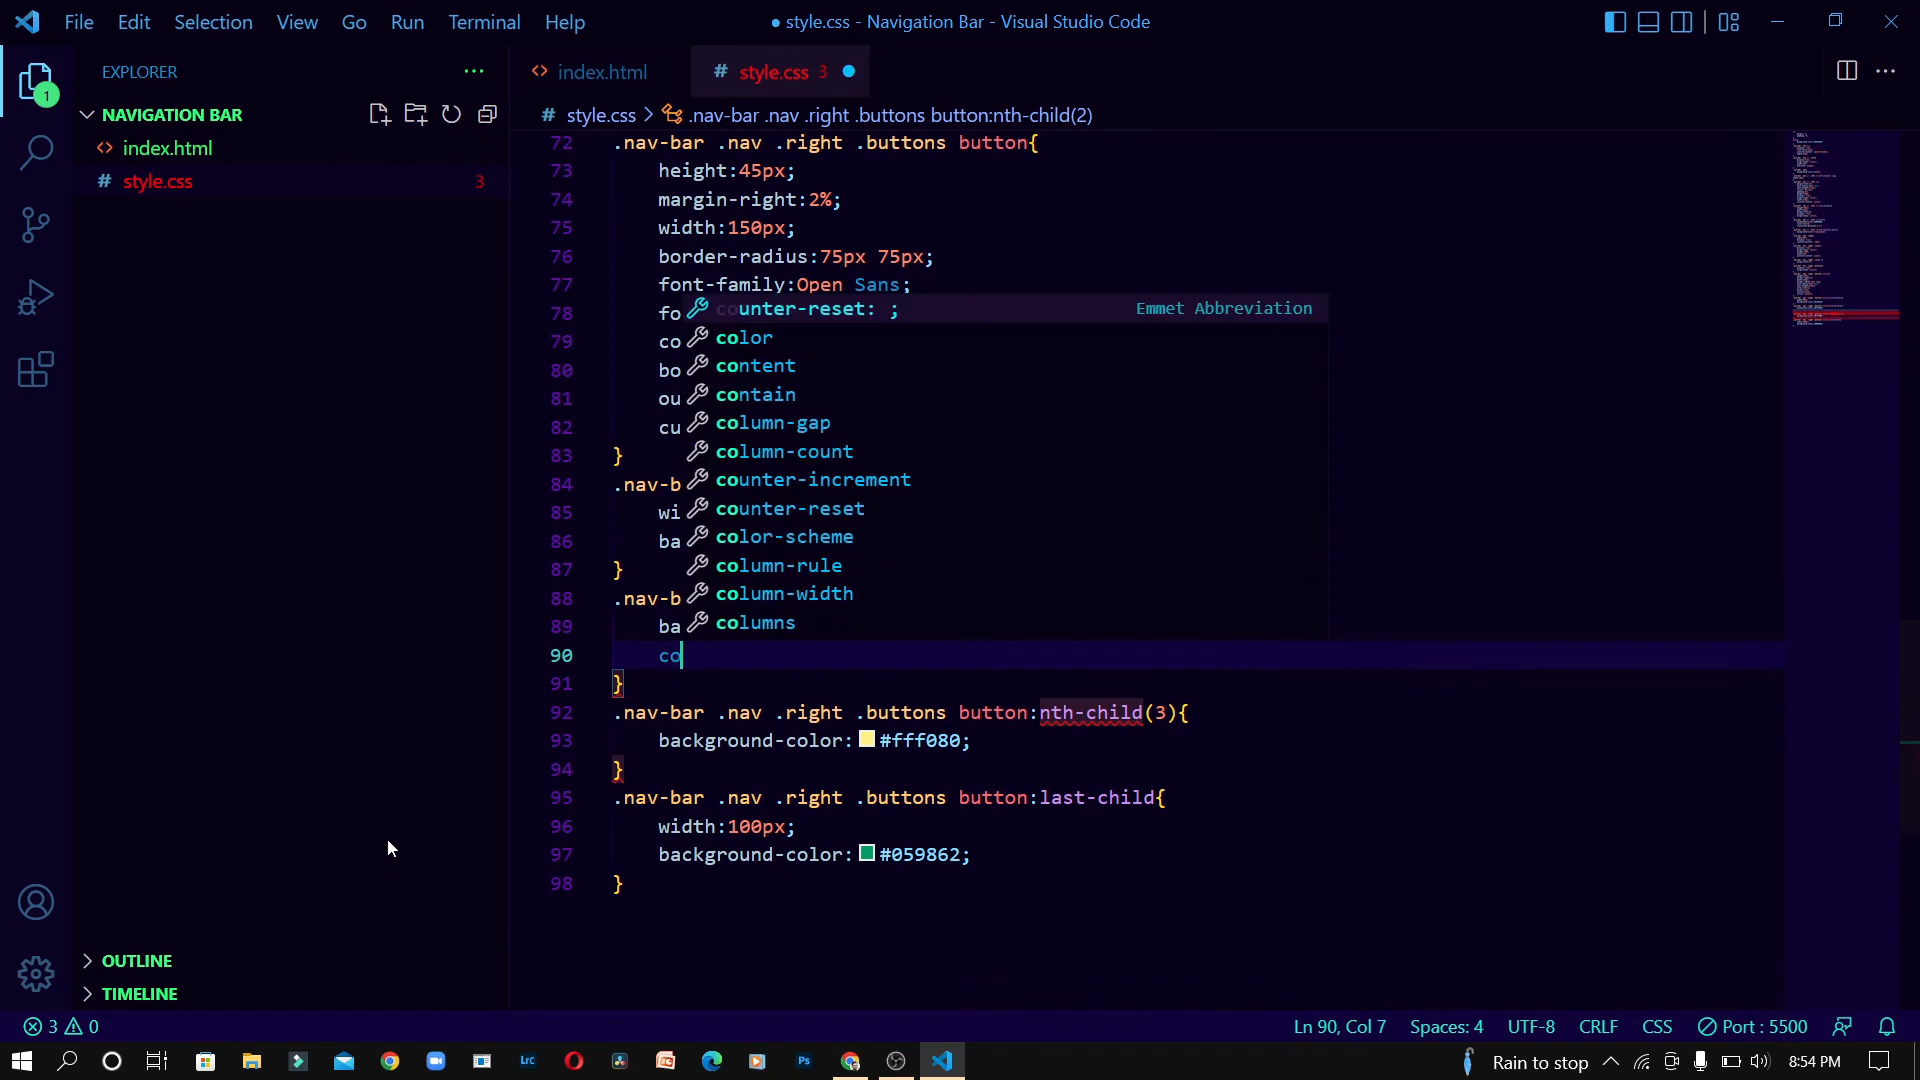 File Edit Selection View Go Run Terminal Help
● style.css - Navigation Bar - Visual Studio Code
EXPLORER
index.html
# style.css 3
1
NAVIGATION BAR
# style.css > .nav-bar .nav .right .buttons button:nth-child(2)
index.html
# style.css 3
72 .nav-bar .nav .right .buttons button{
73 height:45px;
74 margin-right:2%;
75 width:150px;
76 border-radius:75px 75px;
77 font-family:Open Sans;
78 fo
counter-reset: ; Emmet Abbreviation
79 co
color
80 bo
content
81 ou
contain
82 cu
column-gap
83 }
column-count
84 .nav-b
counter-increment
85 wi
counter-reset
86 ba
color-scheme
87 }
column-rule
88 .nav-b
column-width
89 ba
columns
90 co
91 }
92 .nav-bar .nav .right .buttons button:nth-child(3){
93 background-color: #fff080;
94 }
95 .nav-bar .nav .right .buttons button:last-child{
96 width:100px;
97 background-color: #059862;
98 }
OUTLINE
TIMELINE
3 0
Ln 90, Col 7 Spaces: 4 UTF-8 CRLF CSS Port : 5500
Lrc
Ps
Rain to stop
8:54 PM